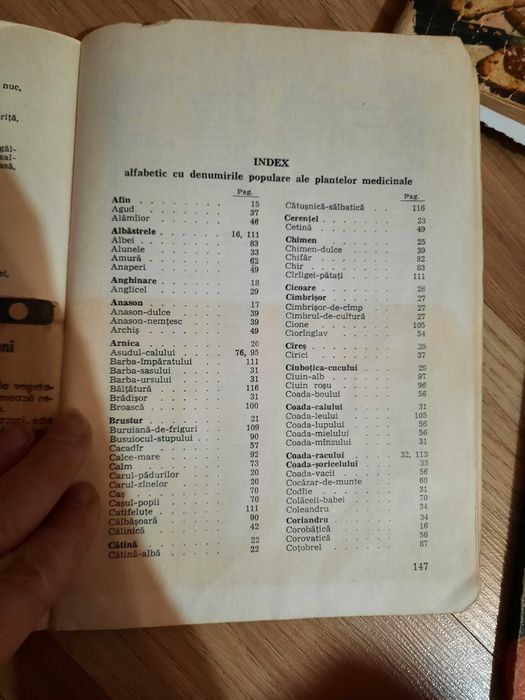 nuc,
INDEX
alfabetic cu denumirile populare ale plantelor medicinale
Pag.
Afin 15
Agud 37
Alămîior 46
Albăstrele 16, 111
Albei 83
Alunele 33
Amură 62
Anaperi 49
Anghinare 18
Anglicel 29
Anason 17
Anason-dulce 39
Anason-nemțesc 39
Archiș 49
Arnica 20
Asudul-calului 76, 95
Barba-împăratului 111
Barba-sasului 31
Barba-ursului 31
Băltățura 116
Brădișor 31
Broască 100
Brustur 21
Buruiană-de-friguri 109
Busuiocul-stupului 90
Cacadîr 57
Calce-mare 92
Calm 73
Carul-pădurilor 20
Carul-zînelor 20
Caș 70
Cașul-popii 70
Catifeluțe 111
Călbășoară 90
Călinică 42
Cătină 22
Cătină-albă 22
Pag.
Cătușnică-sălbatică 116
Cerențel 23
Cetină 49
Chimen 25
Chimen-dulce 39
Chifăr 82
Chir 83
Cîrligei-pătați 111
Cicoare 26
Cimbrișor 27
Cimbrișor-de-cîmp 27
Cimbrul-de-cultură 27
Cione 105
Ciorînglav 54
Cireș 29
Cirici 37
Ciuboțica-cucului 29
Ciuin-alb 97
Ciuin roșu 96
Coada-boului 56
Coada-calului 31
Coada-leului 105
Coada-lupului 56
Coada-mielului 56
Coada-mînzului 31
Coada-racului 32, 113
Coada-șoricelului 33
Coada-vacii 56
Cocăzar-de-munte 60
Codîie 31
Colăceli-babei 70
Coleandru 34
Coriandru 34
Corobățică 16
Corovatică 56
Coțobrel 87
147